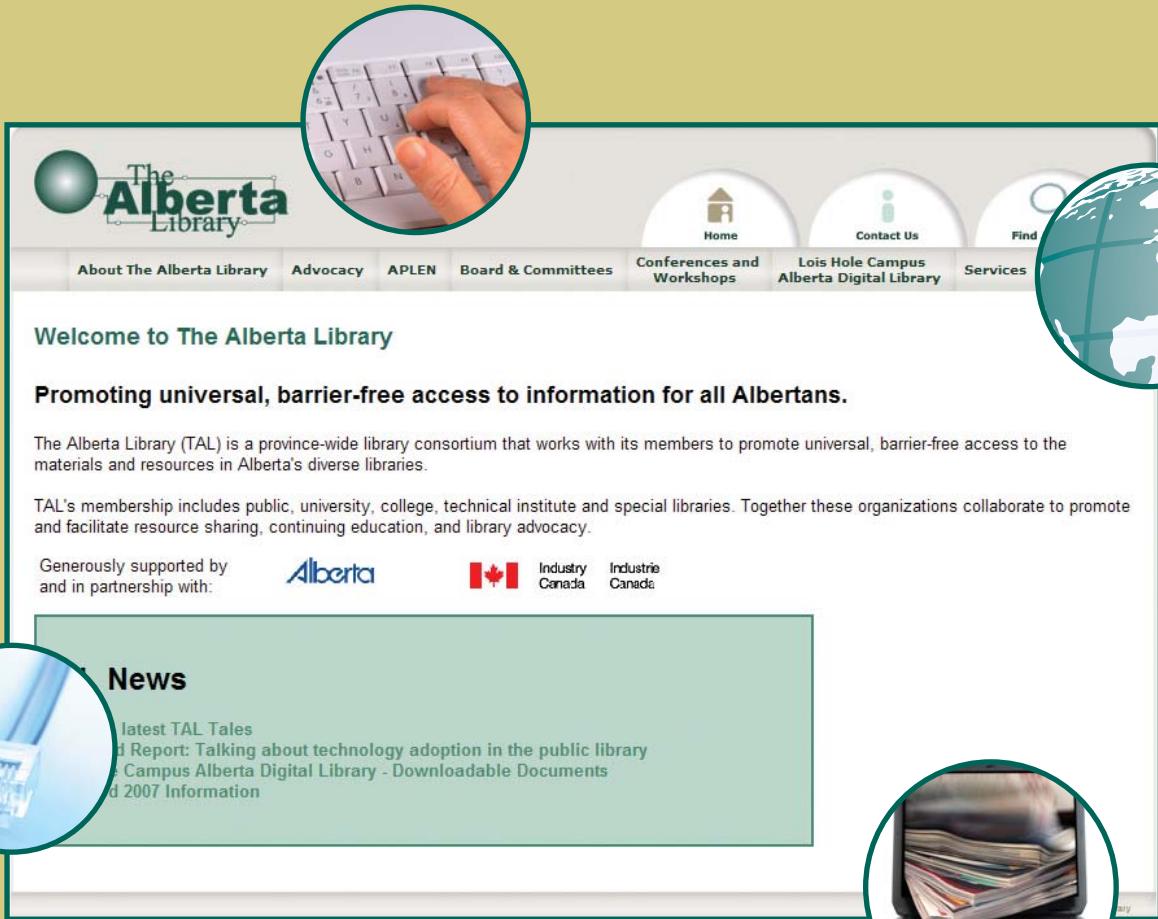 The
Alberta
Library
Home
Contact Us
Find
About The Alberta Library
Advocacy
APLEN
Board & Committees
Conferences and
Workshops
Lois Hole Campus
Alberta Digital Library
Services
Welcome to The Alberta Library
Promoting universal, barrier-free access to information for all Albertans.
The Alberta Library (TAL) is a province-wide library consortium that works with its members to promote universal, barrier-free access to the
materials and resources in Alberta's diverse libraries.
TAL's membership includes public, university, college, technical institute and special libraries. Together these organizations collaborate to promote
and facilitate resource sharing, continuing education, and library advocacy.
Generously supported by
and in partnership with:
Alberta
Industry
Canada
Industrie
Canada
News
latest TAL Tales
Report: Talking about technology adoption in the public library
Campus Alberta Digital Library - Downloadable Documents
2007 Information